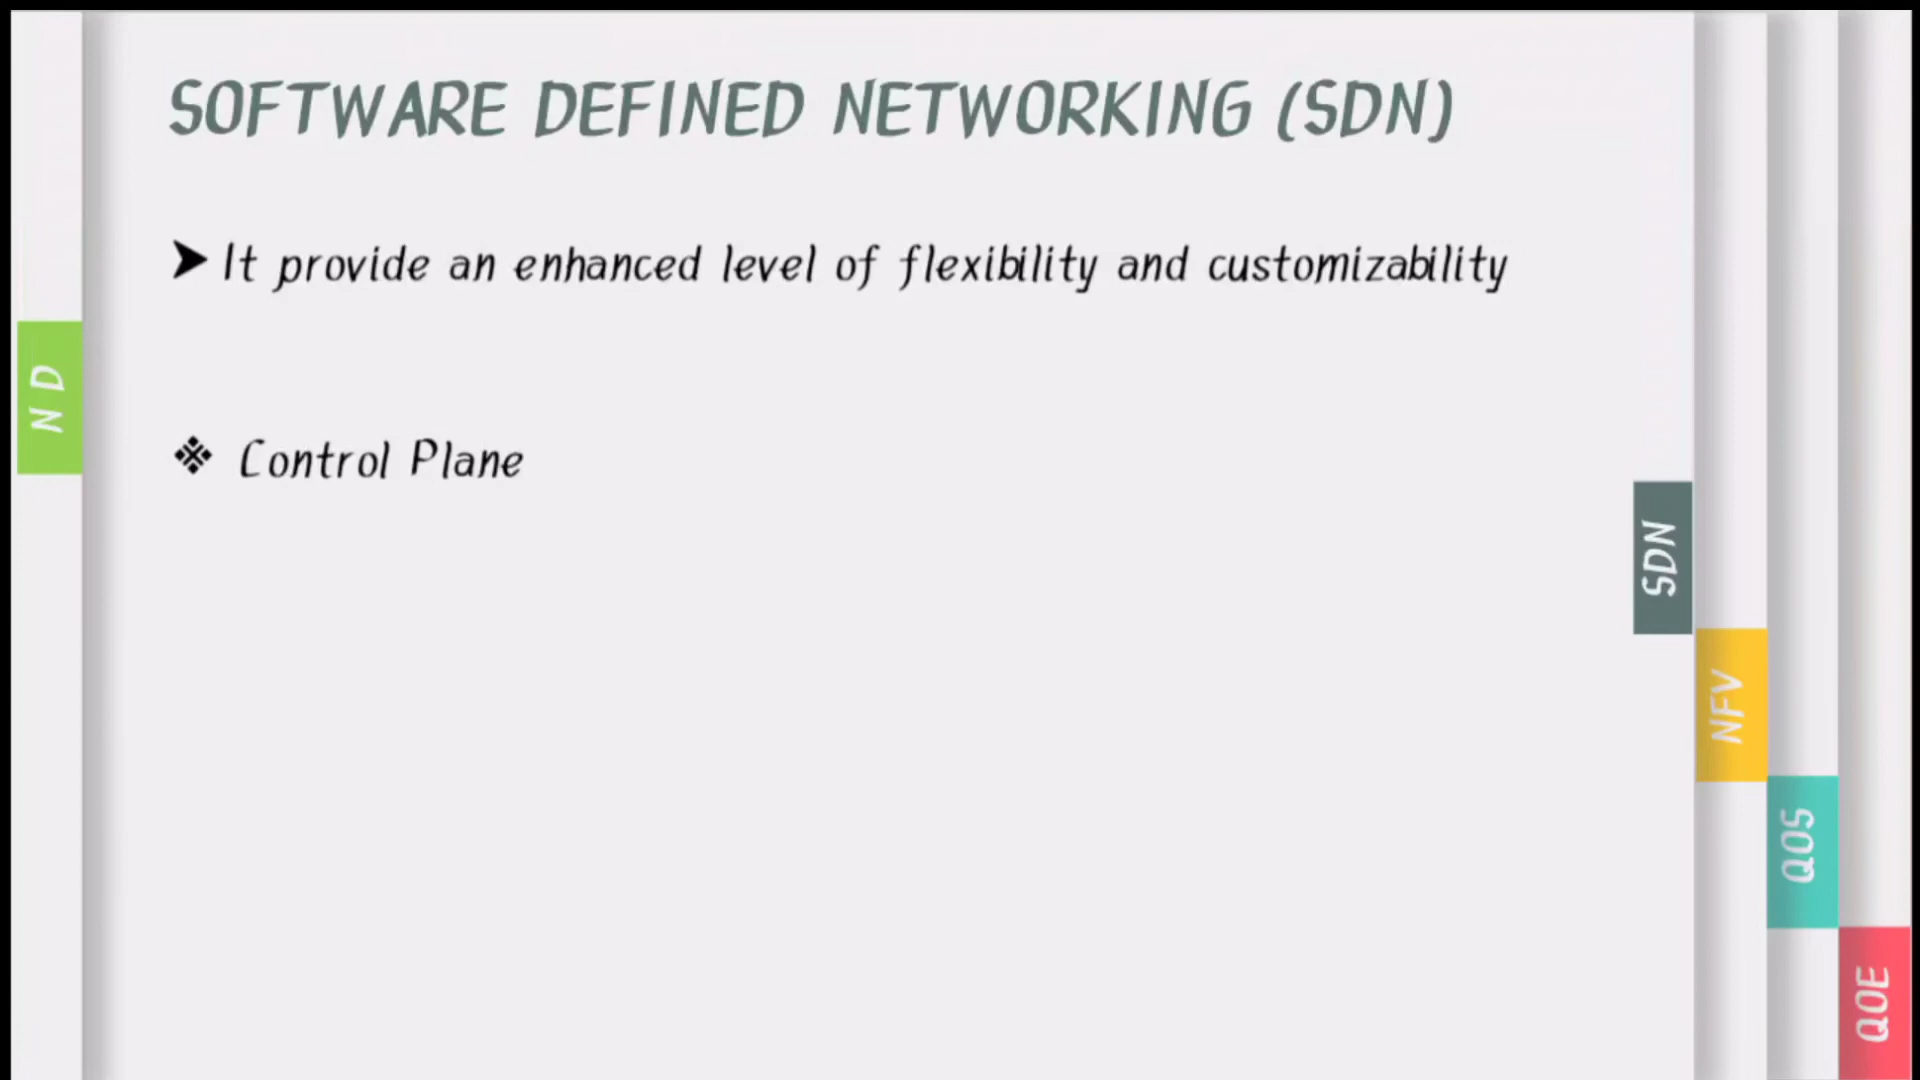 SOFTWARE DEFINED NETWORKING (SDN)
It provide an enhanced level of flexibility and customizability
N D
Control Plane
SDN
NFV
QOS
QOE